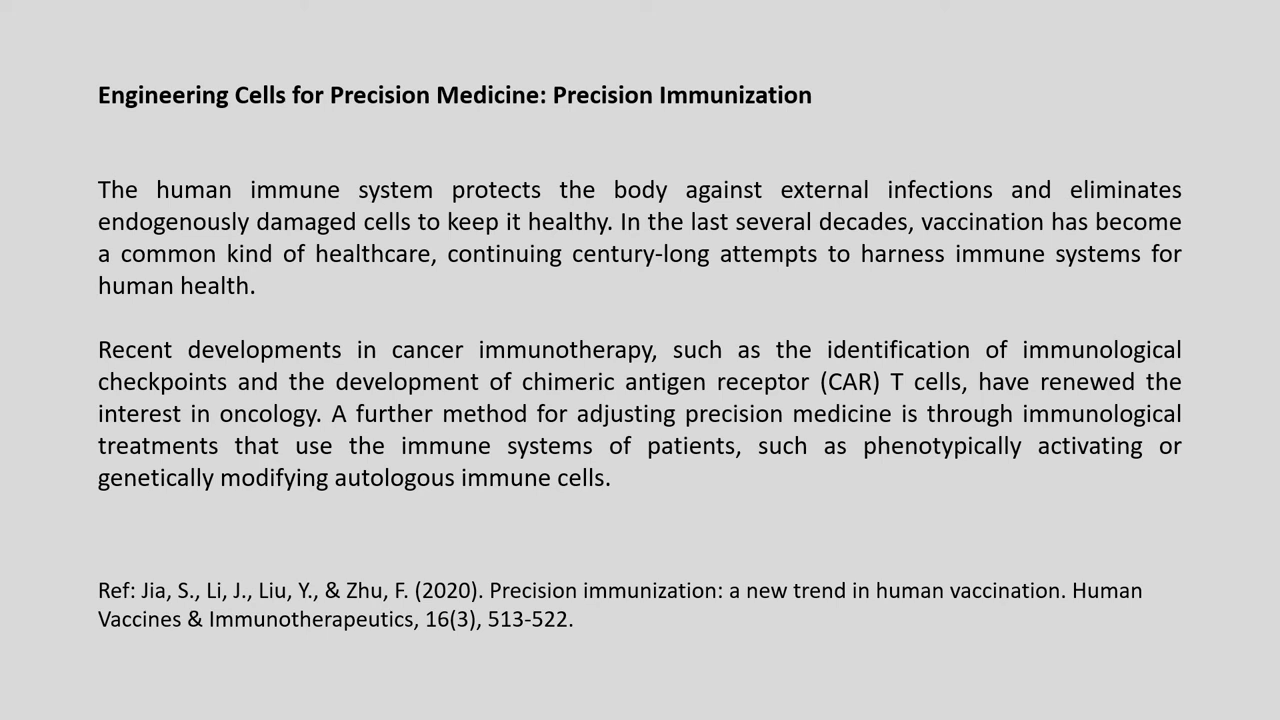 Engineering Cells for Precision Medicine: Precision Immunization
The human immune system protects the body against external infections and eliminates
endogenously damaged cells to keep it healthy. In the last several decades, vaccination has become
a common kind of healthcare, continuing century-long attempts to harness immune systems for
human health.
Recent developments in cancer immunotherapy, such as the identification of immunological
checkpoints and the development of chimeric antigen receptor (CAR) T cells, have renewed the
interest in oncology. A further method for adjusting precision medicine is through immunological
treatments that use the immune systems of patients, such as phenotypically activating or
genetically modifying autologous immune cells.
Ref: Jia, S., Li, J., Liu, Y., & Zhu, F. (2020). Precision immunization: a new trend in human vaccination. Human
Vaccines & Immunotherapeutics, 16(3), 513-522.